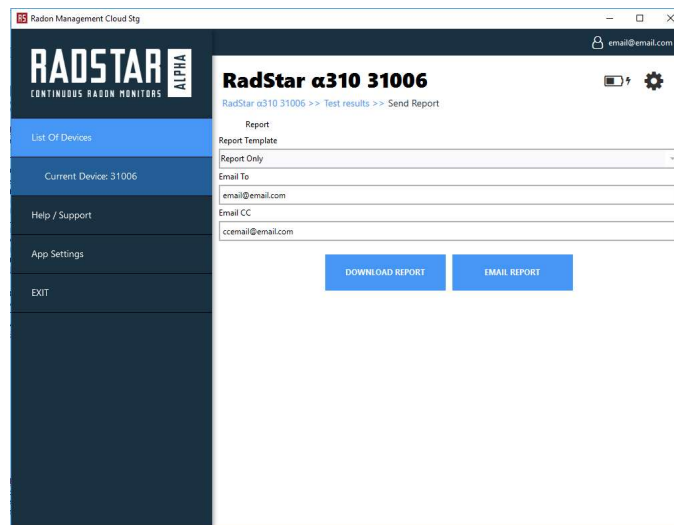 RS Radon Management Cloud Stg
email@email.com
RADSTAR ALPHA
CONTINUOUS RADON MONITORS
List Of Devices
Current Device: 31006
Help / Support
App Settings
EXIT
RadStar α310 31006
RadStar α310 31006 >> Test results >> Send Report
Report
Report Template
Report Only
Email To
email@email.com
Email CC
ccemail@email.com
DOWNLOAD REPORT
EMAIL REPORT